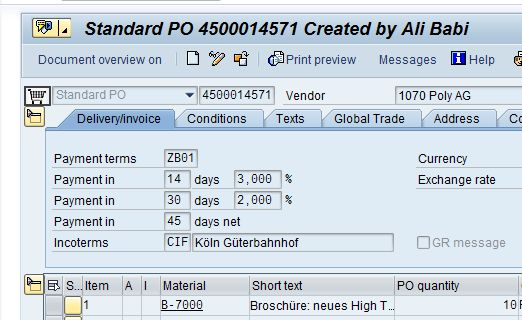 Standard PO 4500014571 Created by Ali Babi
Document overview on Print preview Messages Help
Standard PO 4500014571 Vendor 1070 Poly AG
Delivery/invoice Conditions Texts Global Trade Address
Payment terms ZB01 Currency
Payment in 14 days 3,000 % Exchange rate
Payment in 30 days 2,000 %
Payment in 45 days net
Incoterms CIF Köln Güterbahnhof GR message
S... Item A I Material Short text PO quantity
1 B-7000 Broschüre: neues High T... 10